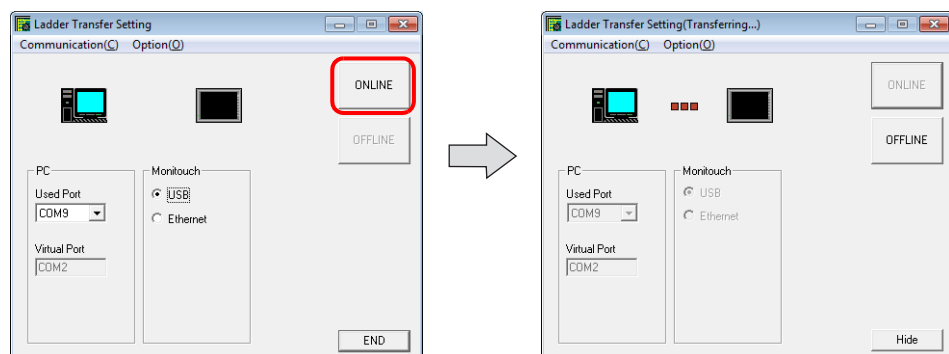 Ladder Transfer Setting
Communication(C) Option(O)
ONLINE
OFFLINE
PC
Used Port
COM9
Virtual Port
COM2
Monitouch
USB
Ethernet
END
Ladder Transfer Setting(Transferring...)
Communication(C) Option(O)
ONLINE
OFFLINE
PC
Used Port
COM9
Virtual Port
COM2
Monitouch
USB
Ethernet
Hide